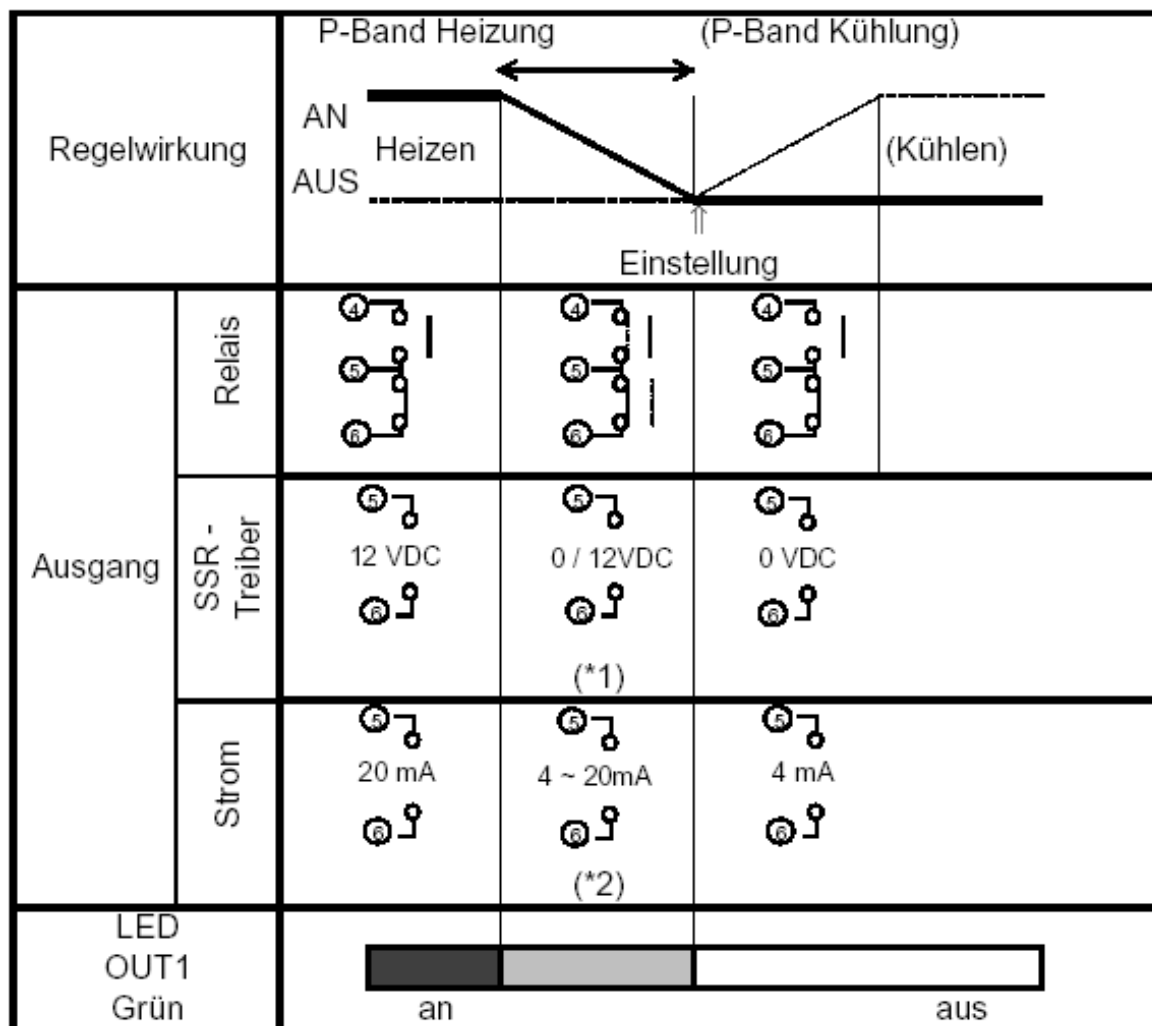 P-Band Heizung (P-Band Kühlung)
Regelwirkung
AN
Heizen
(Kühlen)
AUS
Einstellung
Ausgang
Relais
4 4 4
5 5 5
6 6 6
SSR -
Treiber
5 5 5
12 VDC 0 / 12VDC 0 VDC
6 6 6
(*1)
Strom
5 5 5
20 mA 4 ~ 20mA 4 mA
6 6 6
(*2)
LED
OUT1
Grün
an aus